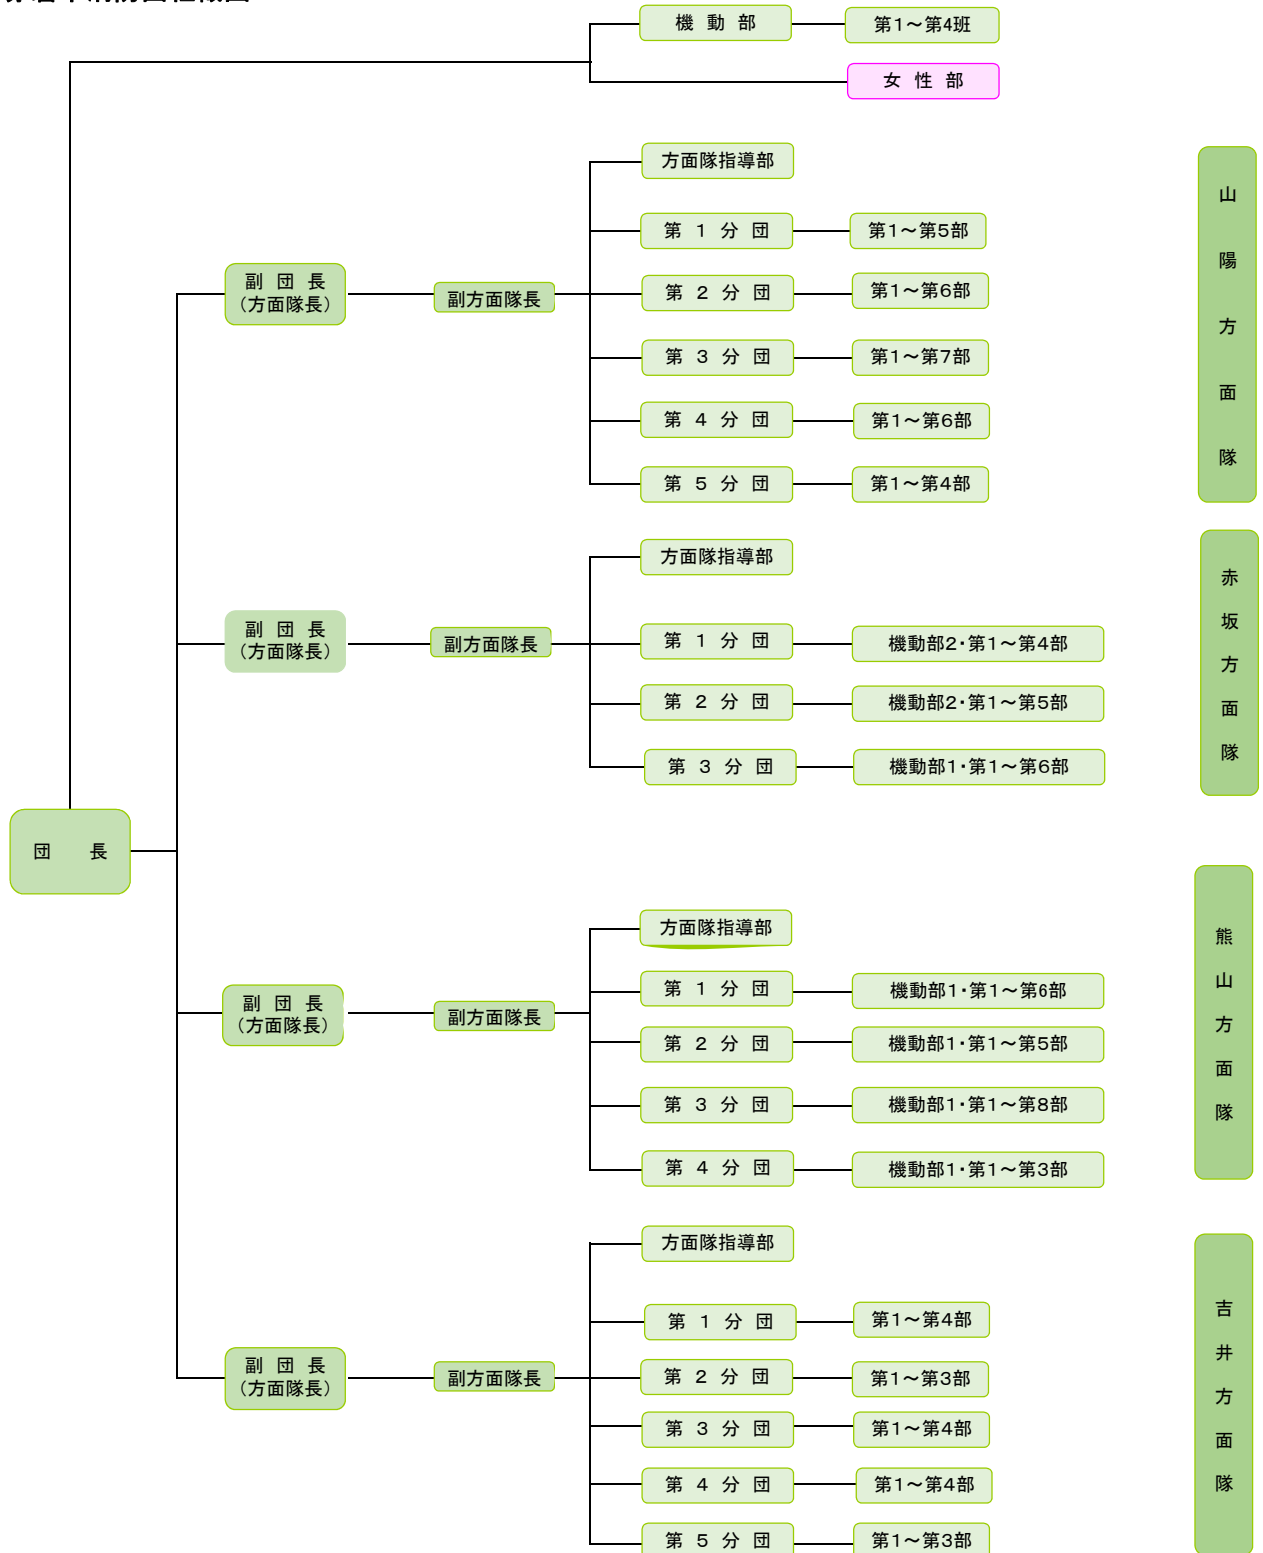 機動部
第1～第4班
女性部
方面隊指導部
第1分団
第1～第5部
副団長
（方面隊長）
副方面隊長
第2分団
第1～第6部
第3分団
第1～第7部
第4分団
第1～第6部
第5分団
第1～第4部
山陽方面隊
方面隊指導部
副団長
（方面隊長）
副方面隊長
第1分団
機動部2・第1～第4部
第2分団
機動部2・第1～第5部
第3分団
機動部1・第1～第6部
赤坂方面隊
団長
方面隊指導部
副団長
（方面隊長）
副方面隊長
第1分団
機動部1・第1～第6部
第2分団
機動部1・第1～第5部
第3分団
機動部1・第1～第8部
第4分団
機動部1・第1～第3部
熊山方面隊
方面隊指導部
第1分団
第1～第4部
副団長
（方面隊長）
副方面隊長
第2分団
第1～第3部
第3分団
第1～第4部
第4分団
第1～第4部
第5分団
第1～第3部
吉井方面隊